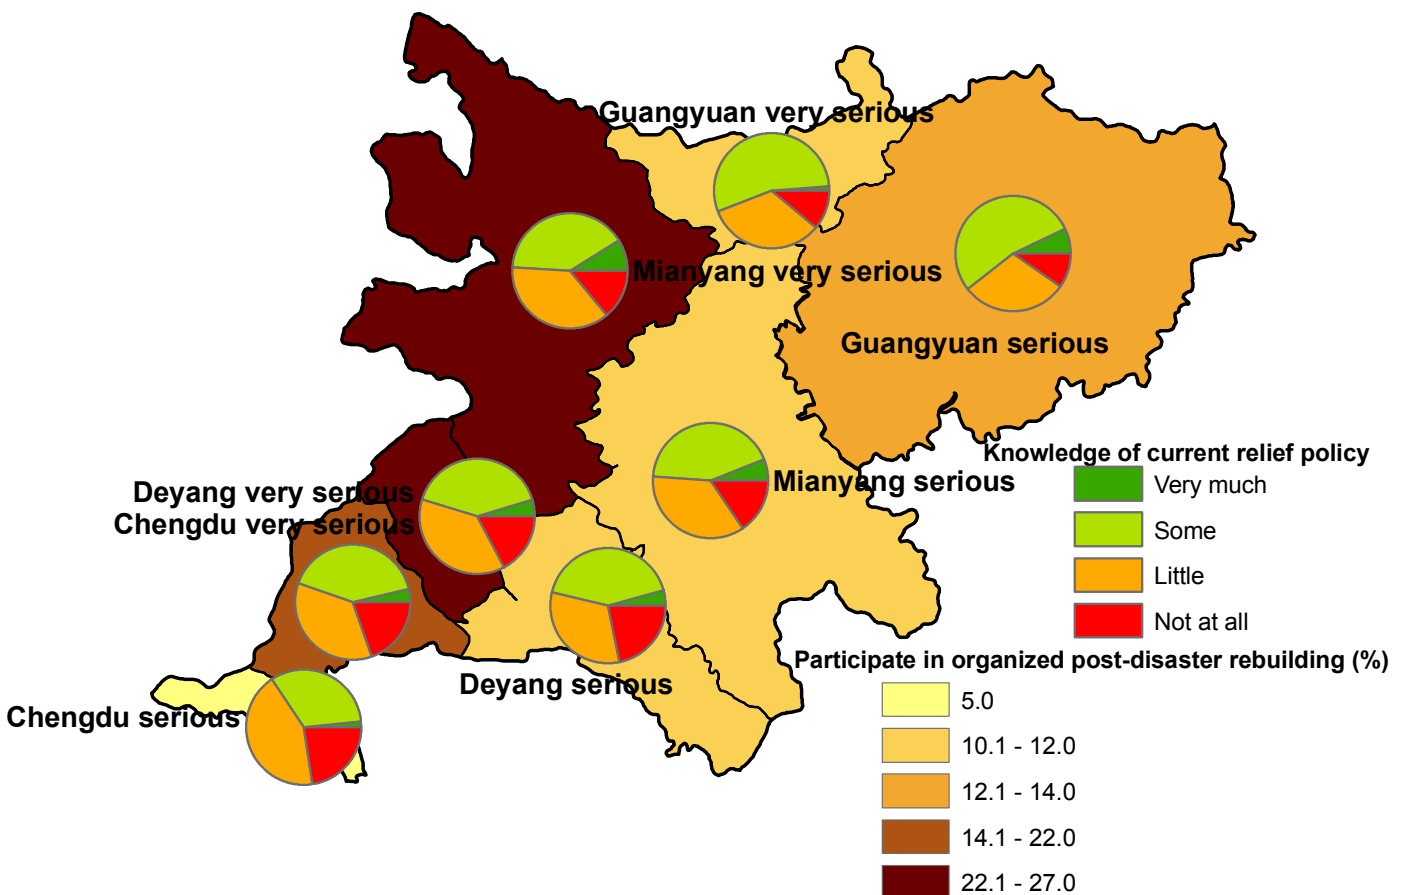 Guangyuan very serious
Mianyang very serious
Guangyuan serious
Knowledge of current relief policy
Very much
Some
Little
Not at all
Mianyang serious
Deyang very serious
Chengdu very serious
Deyang serious
Chengdu serious
Participate in organized post-disaster rebuilding (%)
5.0
10.1 - 12.0
12.1 - 14.0
14.1 - 22.0
22.1 - 27.0